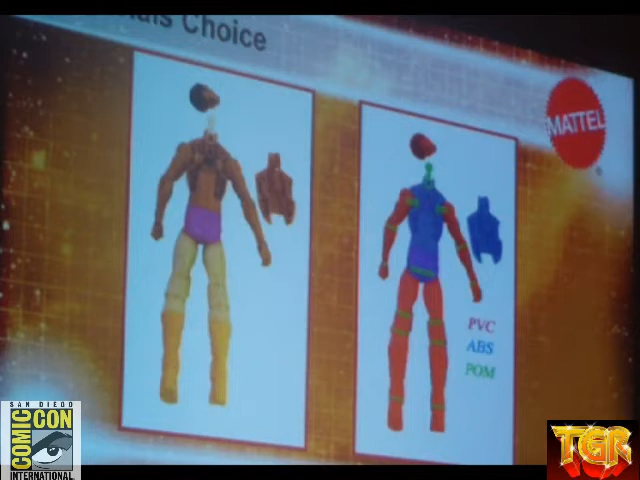 Choice
MATTEL
PVC
ABS
POM
SAN DIEGO
COMIC CON
INTERNATIONAL
TGR